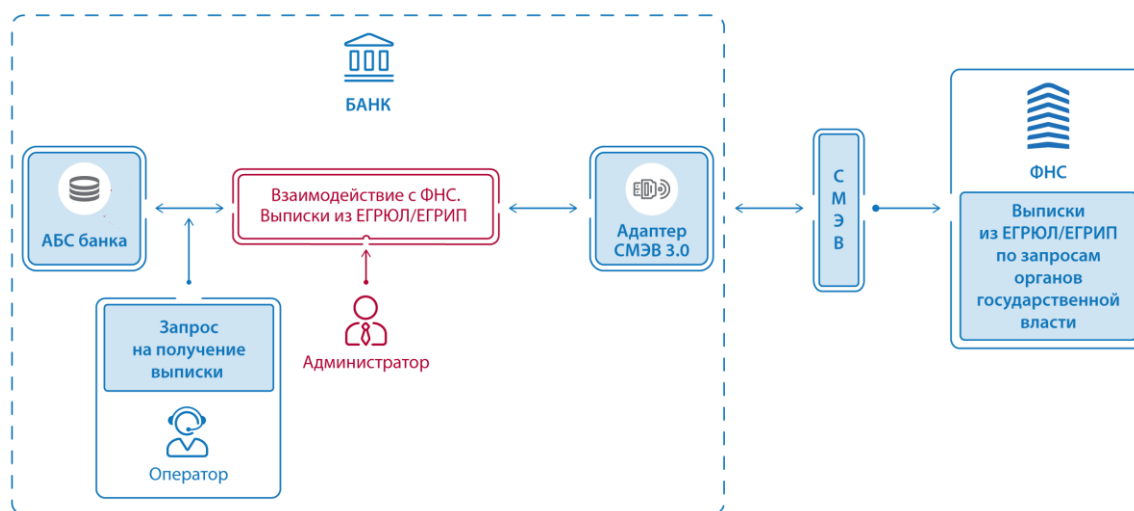 БАНК
АБС банка
Взаимодействие с ФНС.
Выписки из ЕГРЮЛ/ЕГРИП
Адаптер
СМЭВ 3.0
С
М
Э
В
ФНС
Выписки
из ЕГРЮЛ/ЕГРИП
по запросам
органов
государственной
власти
Запрос
на получение
выписки
Оператор
Администратор